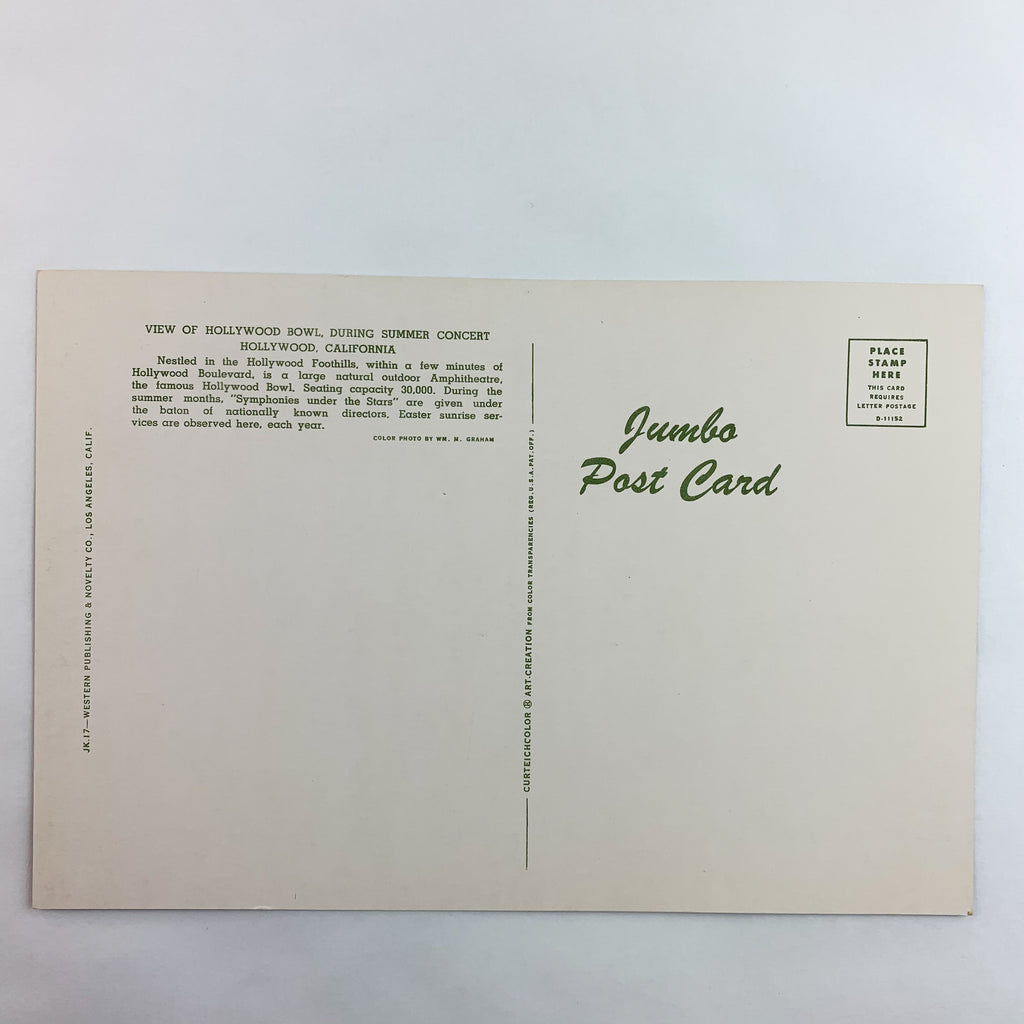 VIEW OF HOLLYWOOD BOWL, DURING SUMMER CONCERT
HOLLYWOOD, CALIFORNIA
Nestled in the Hollywood Foothills, within a few minutes of
Hollywood Boulevard, is a large natural outdoor Amphitheatre,
the famous Hollywood Bowl. Seating capacity 30,000. During the
summer months, "Symphonies under the Stars" are given under
the baton of nationally known directors. Easter sunrise ser-
vices are observed here, each year.
COLOR PHOTO BY WM. M. GRAHAM
JK.17—WESTERN PUBLISHING & NOVELTY CO., LOS ANGELES, CALIF.
CURTEICHCOLOR ® ART-CREATION FROM COLOR TRANSPARENCIES (REG. U.S.A. PAT. OFF.)
Jumbo
Post Card
PLACE
STAMP
HERE
THIS CARD
REQUIRES
LETTER POSTAGE
D-11152